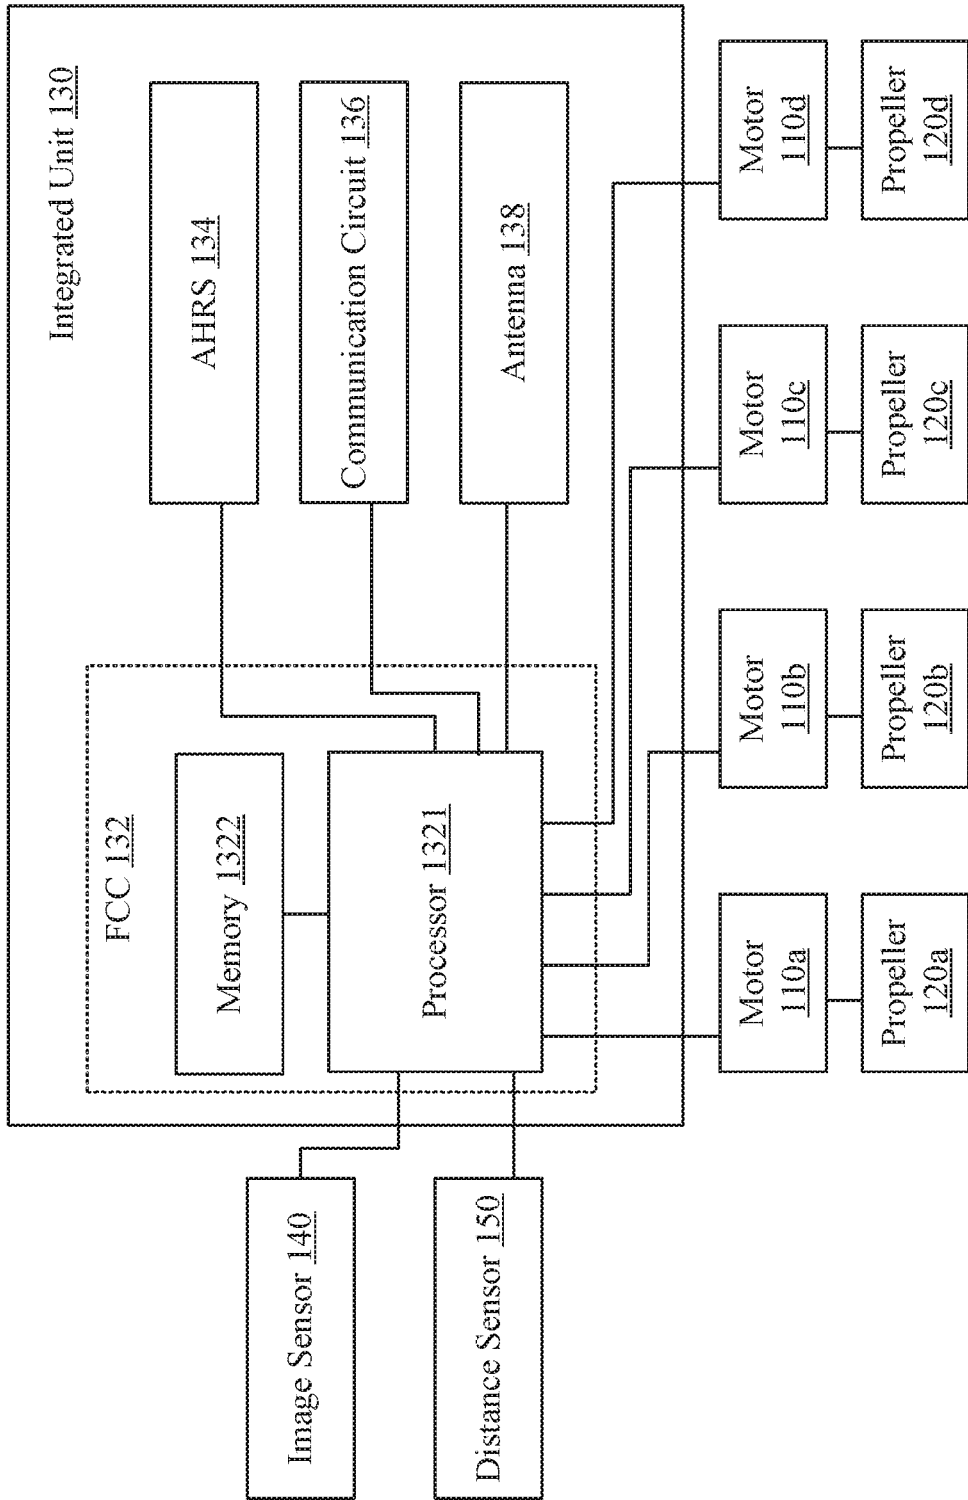 Integrated Unit 130
FCC 132
Memory 1322
Processor 1321
AHRS 134
Communication Circuit 136
Antenna 138
Image Sensor 140
Distance Sensor 150
Motor
110a
Motor
110b
Motor
110c
Motor
110d
Propeller
120a
Propeller
120b
Propeller
120c
Propeller
120d